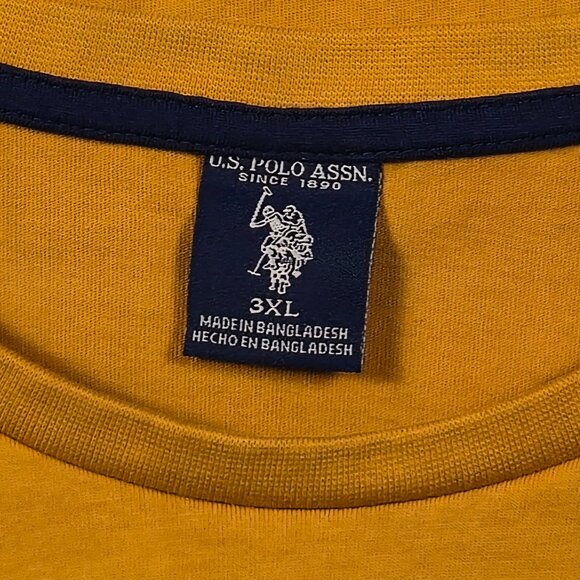 U.S. POLO ASSN.
SINCE 1890
3XL
MADE IN BANGLADESH
HECHO EN BANGLADESH